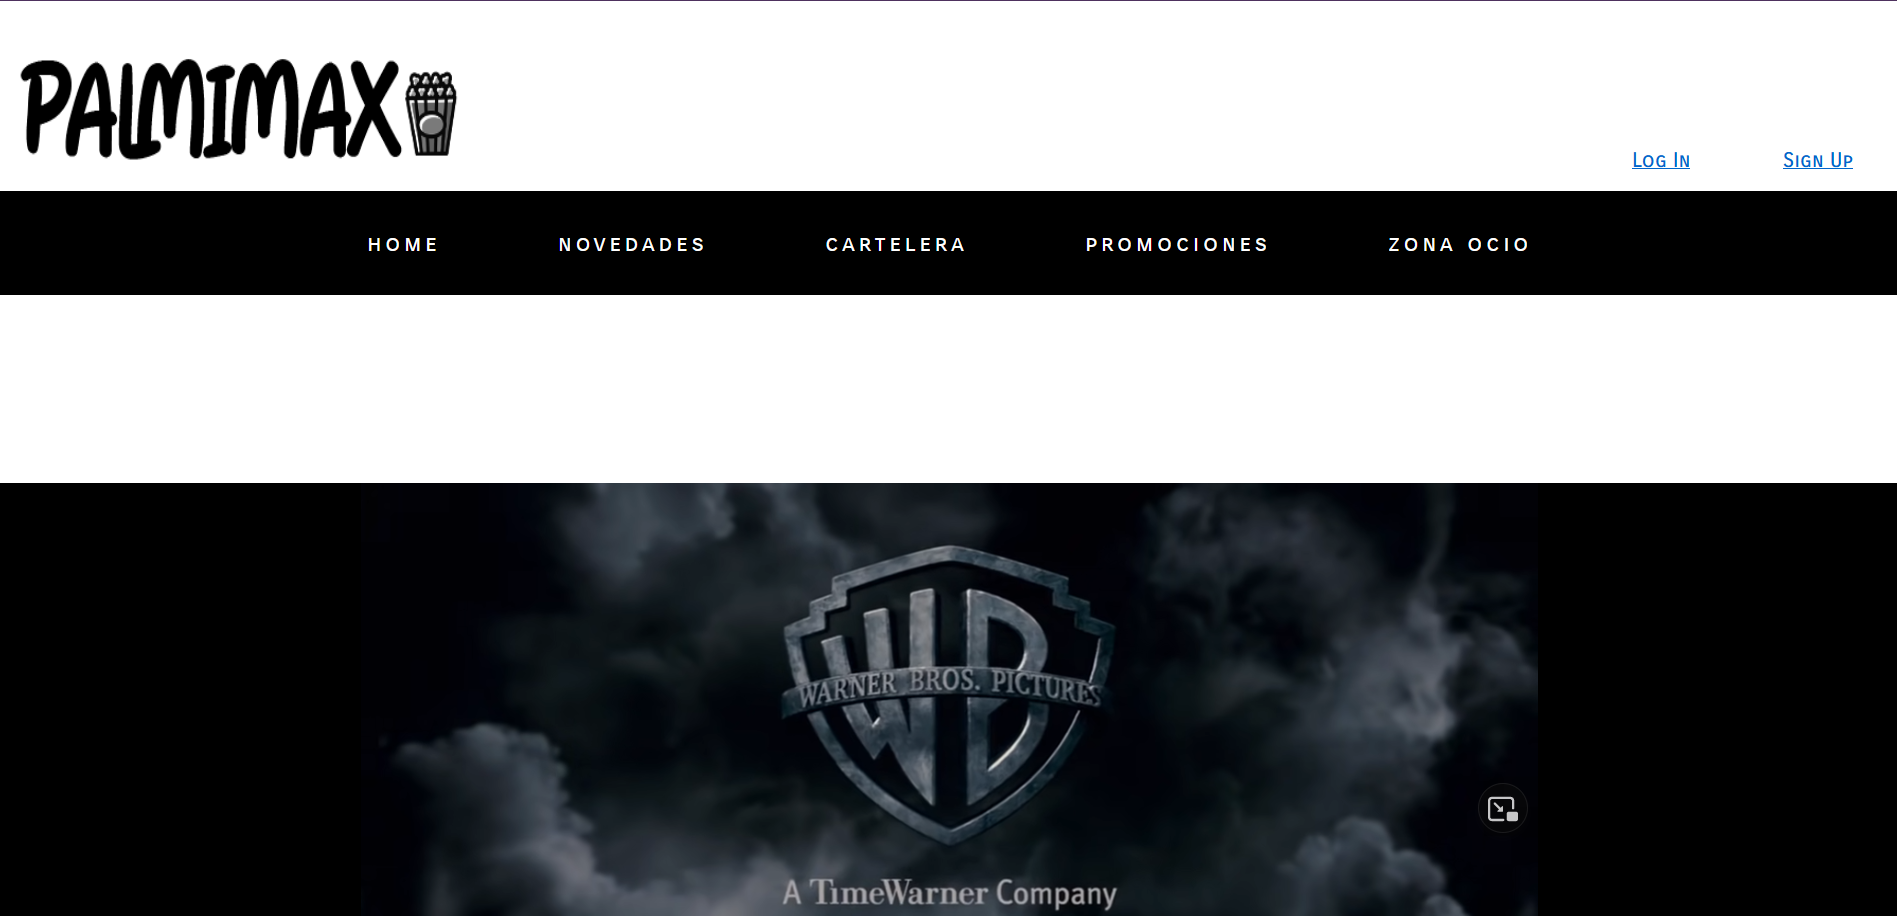 PALMIMAX
Log In Sign Up
HOME NOVEDADES CARTELERA PROMOCIONES ZONA OCIO
WB
WARNER BROS. PICTURES
A TimeWarner Company